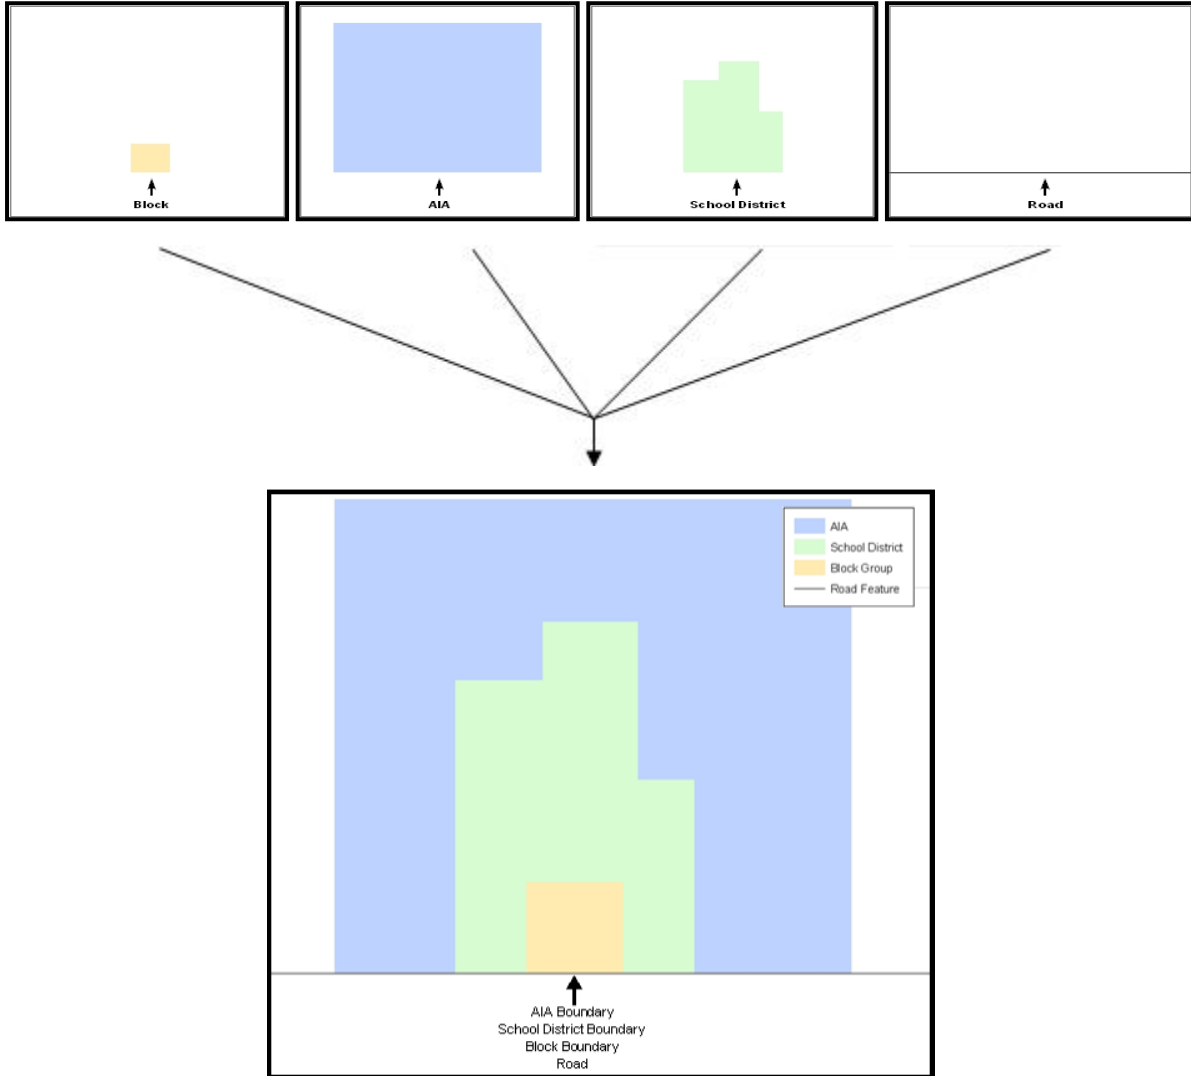 Block
AIA
School District
Road
AIA
School District
Block Group
Road Feature
AIA Boundary
School District Boundary
Block Boundary
Road